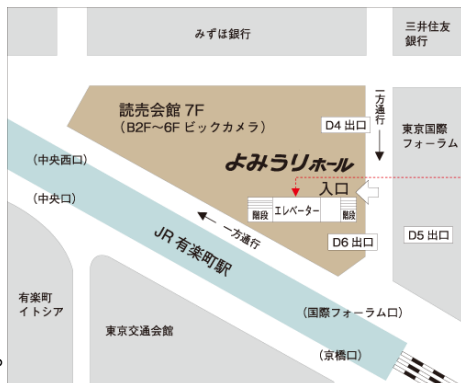 みずほ銀行
三井住友
銀行
読売会館 7F
(B2F～6F ビックカメラ)
D4 出口
一方通行
東京国際
フォーラム
よみうりホール
入口
階段
エレベーター
階段
(中央西口)
(中央口)
一方通行
JR 有楽町駅
D6 出口
D5 出口
有楽町
イトシア
東京交通会館
(国際フォーラム口)
(京橋口)